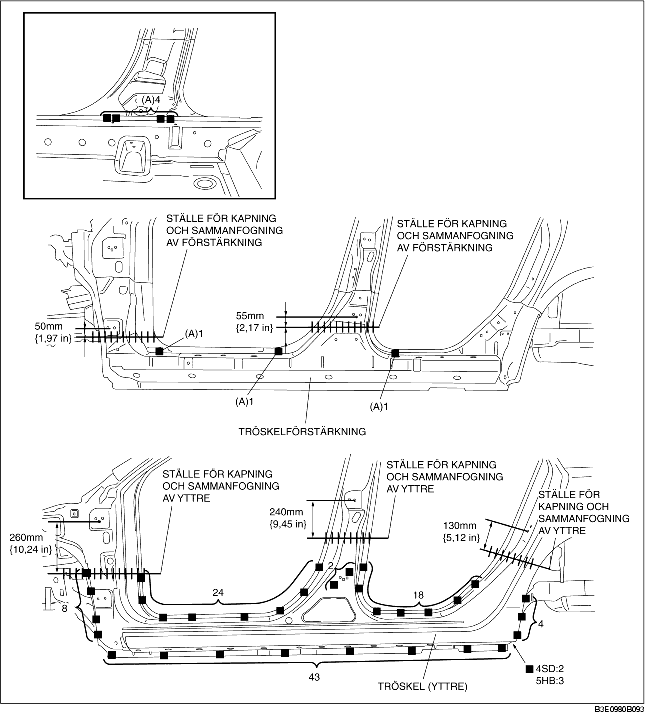 (A)4
STÄLLE FÖR KAPNING
OCH SAMMANFOGNING
AV FÖRSTÄRKNING
STÄLLE FÖR KAPNING
OCH SAMMANFOGNING
AV FÖRSTÄRKNING
50mm
{1,97 in}
55mm
{2,17 in}
(A)1
(A)1
(A)1
TRÖSKELFÖRSTÄRKNING
STÄLLE FÖR KAPNING
OCH SAMMANFOGNING
AV YTTRE
STÄLLE FÖR KAPNING
OCH SAMMANFOGNING
AV YTTRE
STÄLLE FÖR
KAPNING OCH
SAMMANFOGNING
AV YTTRE
260mm
{10,24 in}
240mm
{9,45 in}
130mm
{5,12 in}
24
2
18
8
4
43
TRÖSKEL (YTTRE)
4SD:2
5HB:3
B3E0980B093